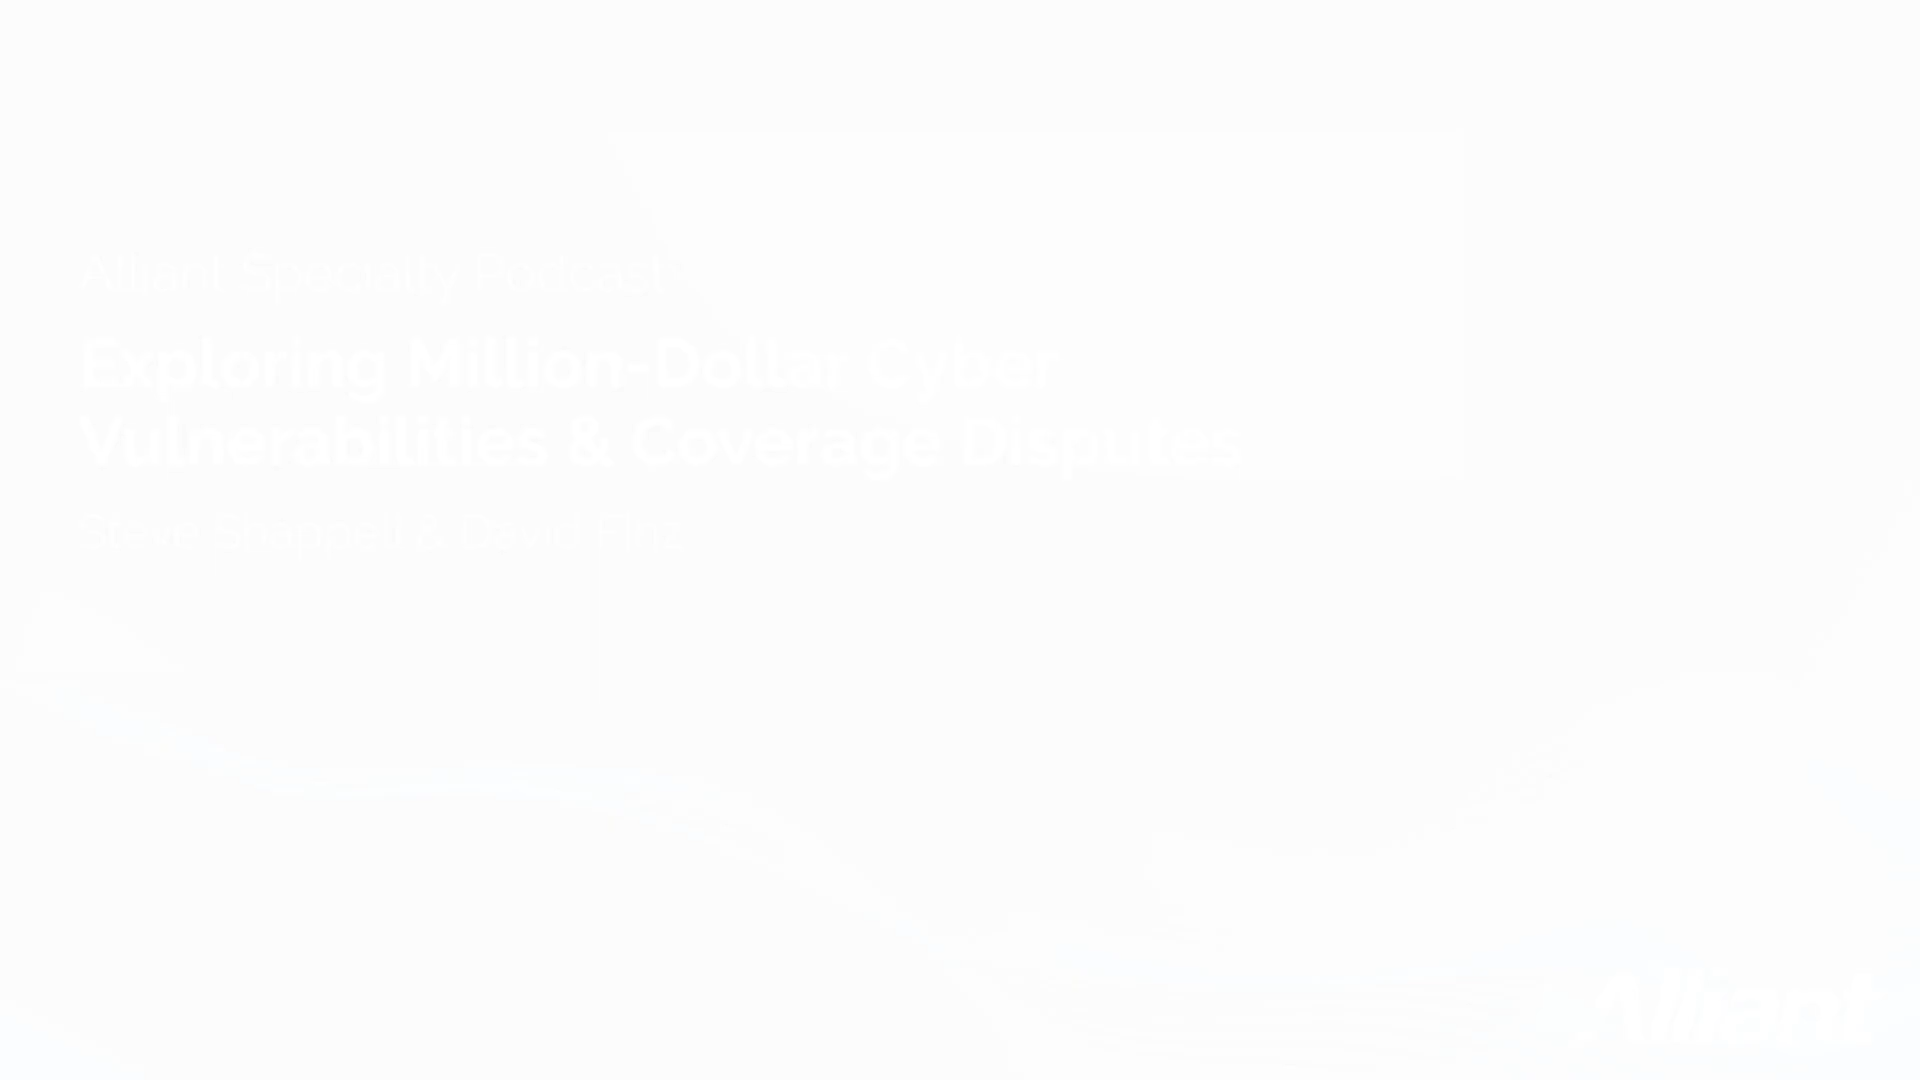 Alliant Specialty Podcast
Exploring Million-Dollar Cyber
Vulnerabilities & Coverage Disputes
Steve Shappell & David Finz
Alliant